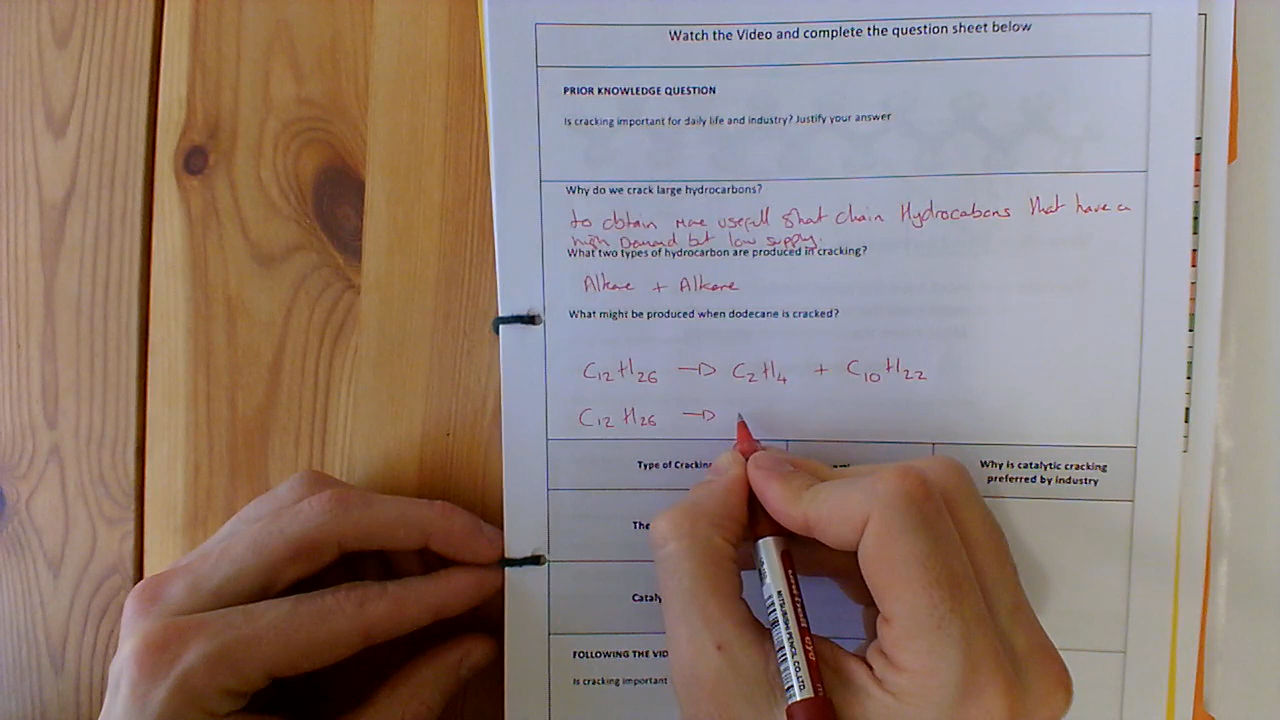 Watch the Video and complete the question sheet below
PRIOR KNOWLEDGE QUESTION
Is cracking important for daily life and industry? Justify your answer
Why do we crack large hydrocarbons?
to obtain more usefull short chain Hydrocabons that have a
high Demand but low supply.
What two types of hydrocarbon are produced in cracking?
Alkane + Alkene
What might be produced when dodecane is cracked?
C₁₂H₂₆ → C₂H₄ + C₁₀H₂₂
C₁₂H₂₆ →
Type of Cracking
Why is catalytic cracking
preferred by industry
FOLLOWING THE VID
Is cracking important
MITSUBISHI PENCIL CO.LTD.